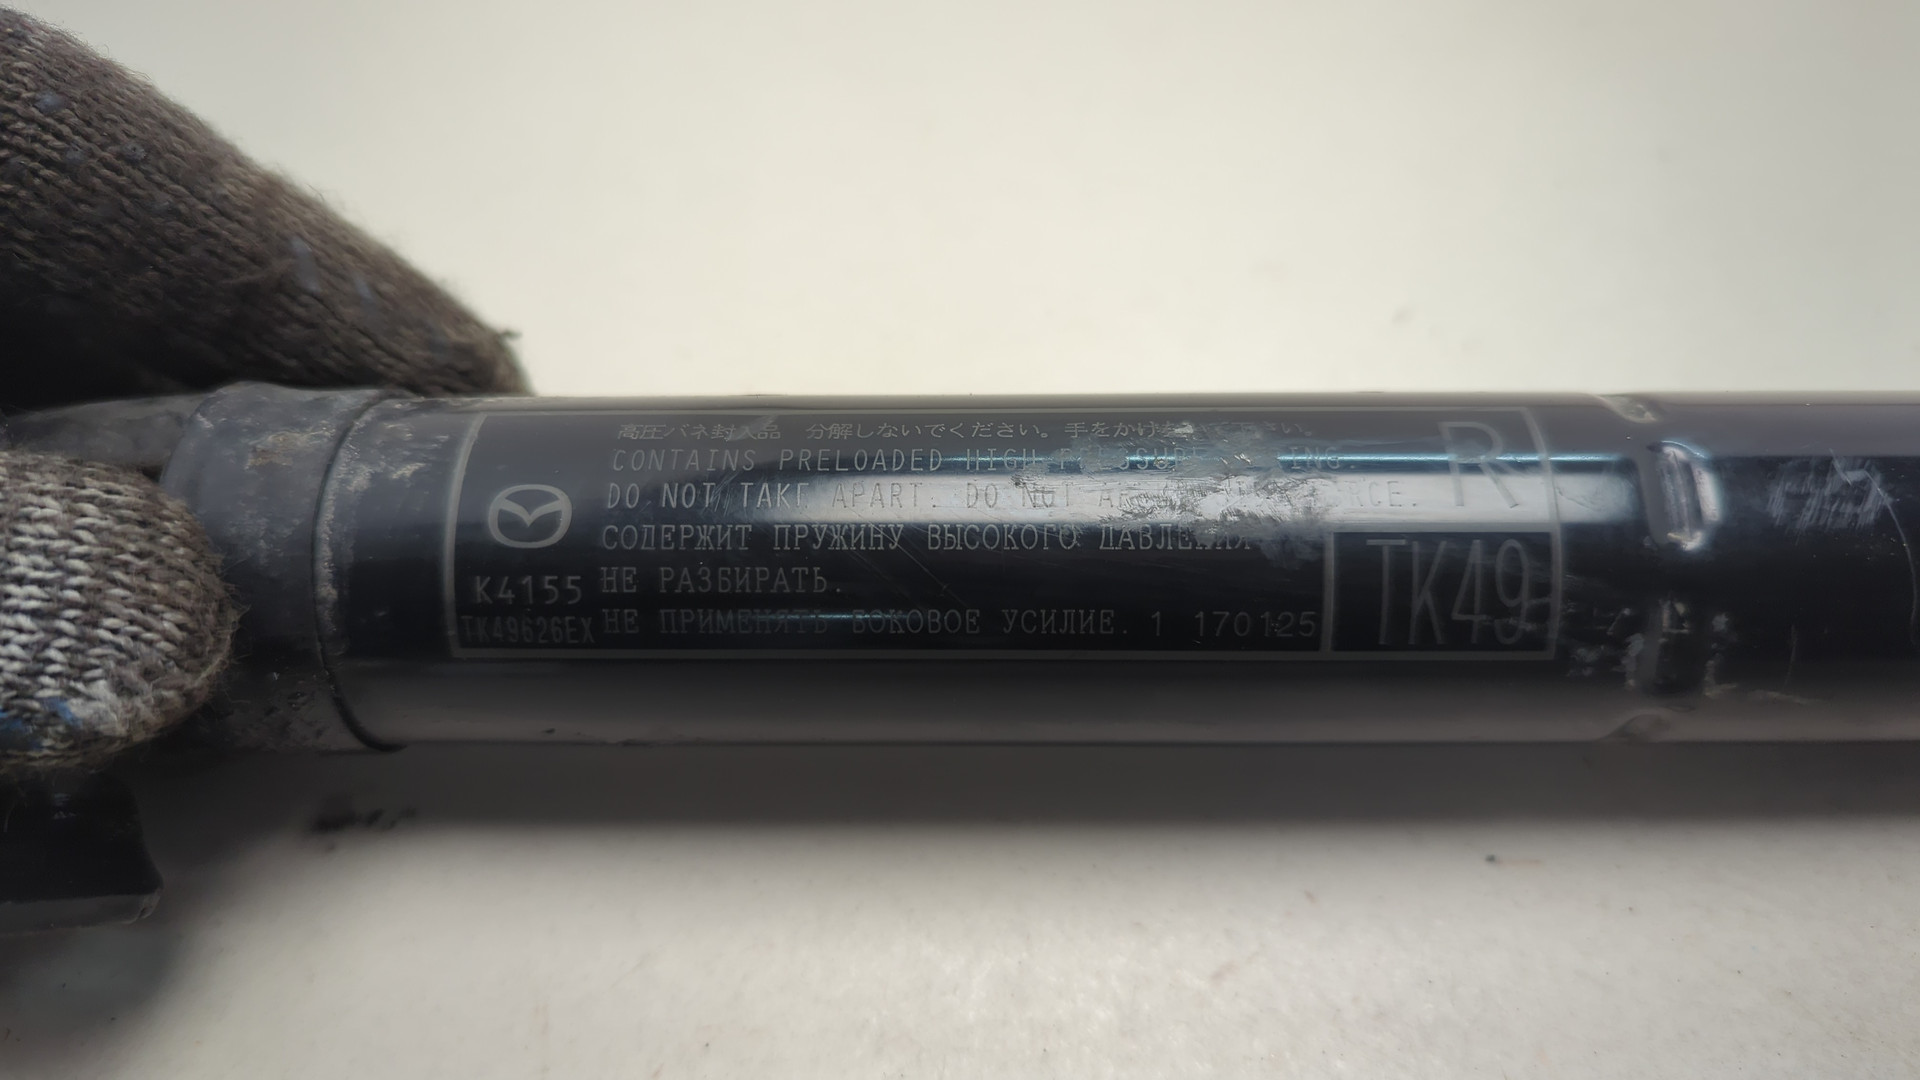 高圧バネ封入品 分解しないでください。手をかけ
CONTAINS PRELOADED HIGH
DO NOT TAKE APART. DO NOT
СОДЕРЖИТ ПРУЖИНУ ВЫСОКОГО ДАВЛЕНИЯ
НЕ РАЗБИРАТЬ.
НЕ ПРИМЕНЯТЬ БОКОВОЕ УСИЛИЕ. 1 170125
K4155
TK49626EX
R
TK49